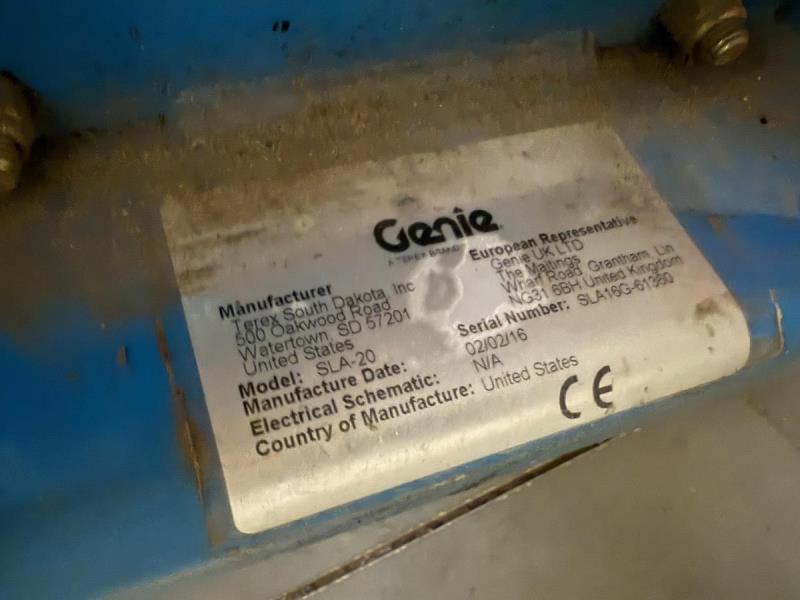 Genie
A TEREX BRAND
Manufacturer
Terex South Dakota, Inc
500 Oakwood Road
Watertown, SD 57201
United States
European Representative
Genie UK LTD
The Maltings
Wharf Road Grantham, Lin
NG31 6BH United Kingdom
Model: SLA-20
Serial Number: SLA16G-61360
Manufacture Date: 02/02/16
Electrical Schematic: N/A
Country of Manufacture: United States
CE